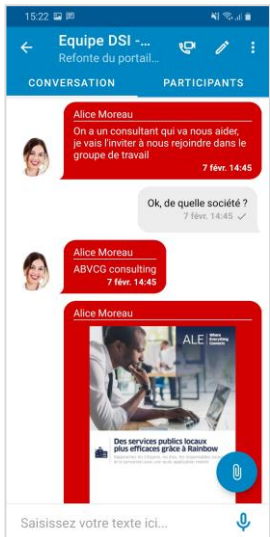 15:22
Equipe DSI -...
Refonte du portail...
CONVERSATION PARTICIPANTS
Alice Moreau
On a un consultant qui va nous aider,
je vais l'inviter à nous rejoindre dans le
groupe de travail
7 févr. 14:45
Ok, de quelle société ?
7 févr. 14:45
Alice Moreau
ABVCG consulting
7 févr. 14:45
Alice Moreau
ALE
Where
Everything
Connects
Des services publics locaux
plus efficaces grâce à Rainbow
Saisissez votre texte ici...